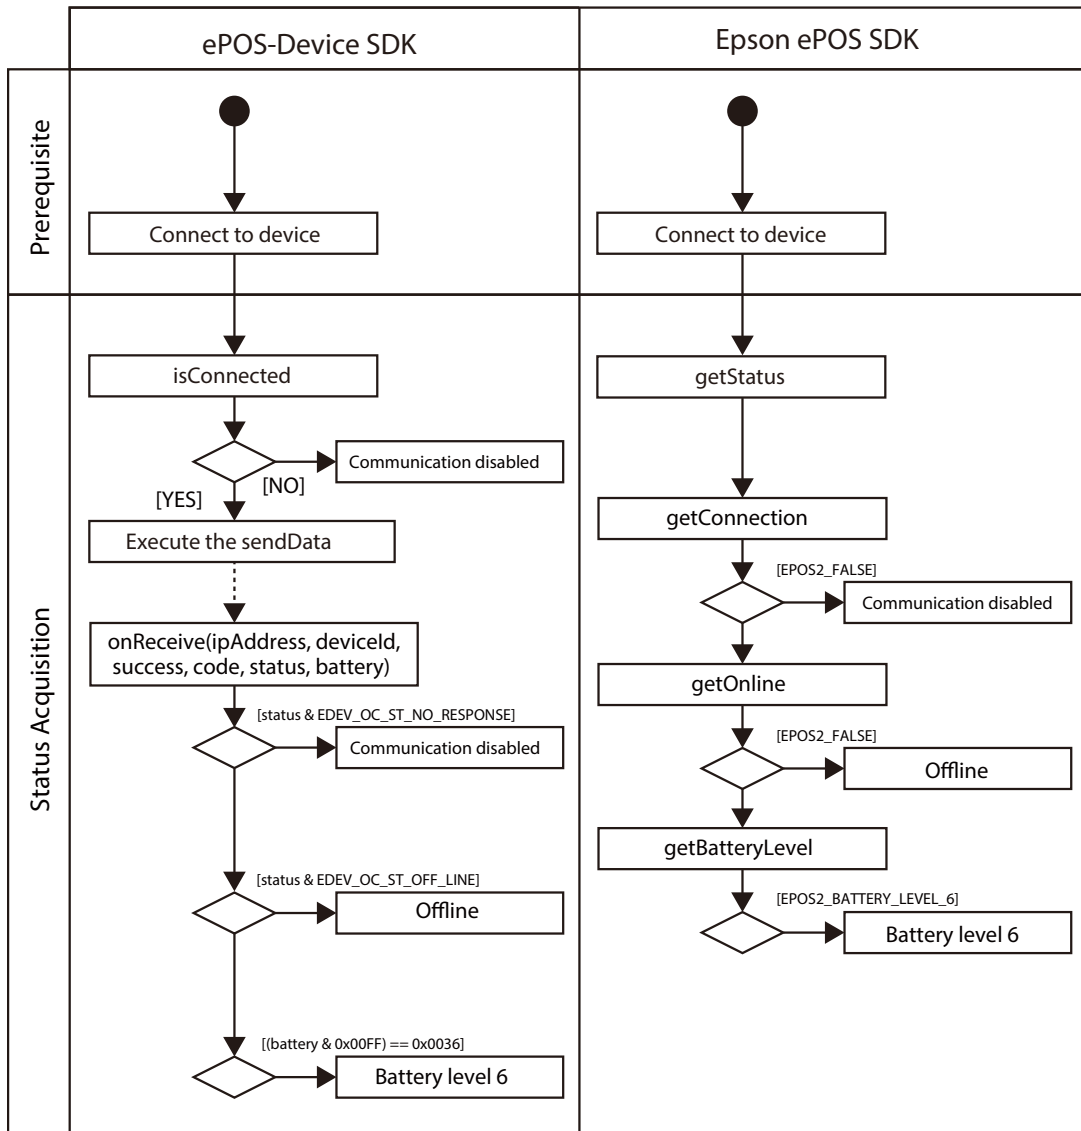 ePOS-Device SDK
Epson ePOS SDK
Prerequisite
Connect to device
Connect to device
Status Acquisition
isConnected
Communication disabled
[NO]
[YES]
Execute the sendData
onReceive(ipAddress, deviceId,
success, code, status, battery)
[status & EDEV_OC_ST_NO_RESPONSE]
Communication disabled
[status & EDEV_OC_ST_OFF_LINE]
Offline
[(battery & 0x00FF) == 0x0036]
Battery level 6
getStatus
getConnection
[EPOS2_FALSE]
Communication disabled
getOnline
[EPOS2_FALSE]
Offline
getBatteryLevel
[EPOS2_BATTERY_LEVEL_6]
Battery level 6